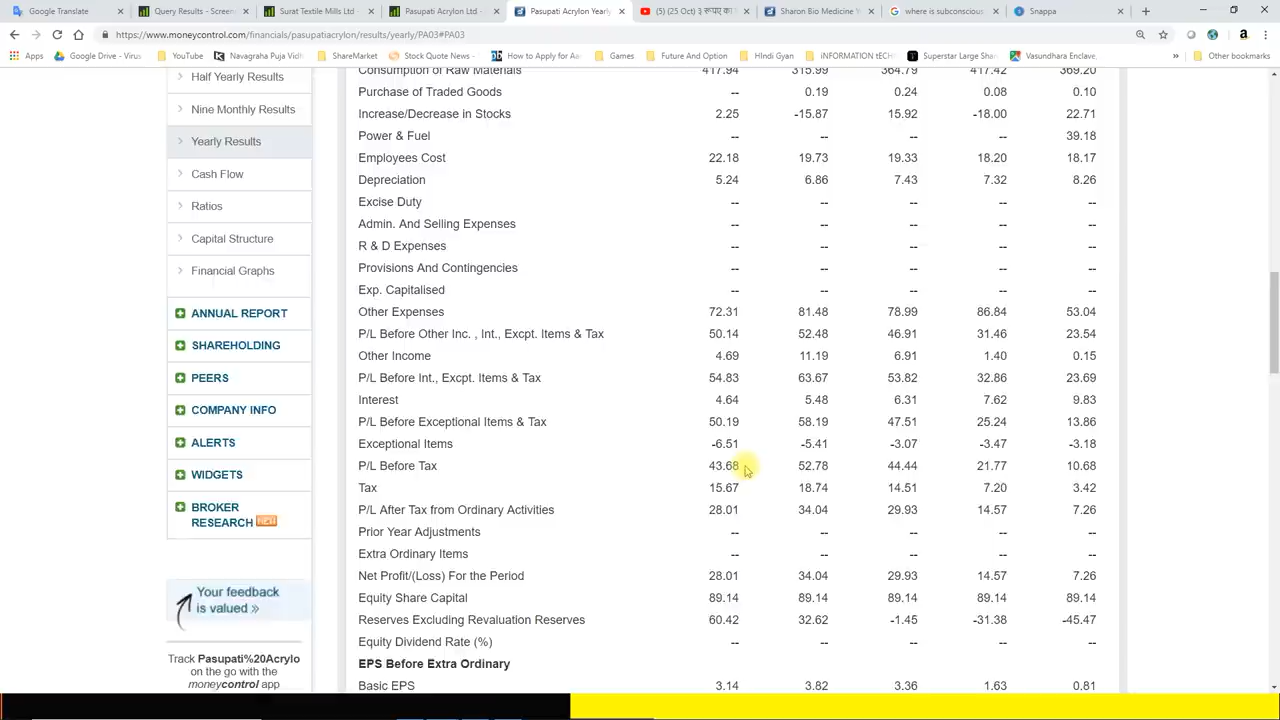 Google Translate
Query Results - Screen
Surat Textile Mills Ltd
Pasupati Acrylon Ltd.
Pasupati Acrylon Yearly
(5) (25 Oct) ३ रूपए का
Sharon Bio Medicine
where is subconscious
Snappa
https://www.moneycontrol.com/financials/pasupatiacrylon/results/yearly/PA03#PA03
Apps Google Drive - Virus YouTube Navagraha Puja Vidh ShareMarket Stock Quote News - How to Apply for Aa Games Future And Option HIndi Gyan iNFORMATION tECH Superstar Large Shar Vasundhara Enclave, » Other bookmarks
Half Yearly Results
Nine Monthly Results
Yearly Results
Cash Flow
Ratios
Capital Structure
Financial Graphs
ANNUAL REPORT
SHAREHOLDING
PEERS
COMPANY INFO
ALERTS
WIDGETS
BROKER
RESEARCH NEW
Your feedback
is valued »
Track Pasupati%20Acrylo
on the go with the
moneycontrol app
Consumption of Raw Materials 417.94 315.99 364.79 417.42 369.20
Purchase of Traded Goods -- 0.19 0.24 0.08 0.10
Increase/Decrease in Stocks 2.25 -15.87 15.92 -18.00 22.71
Power & Fuel -- -- -- -- 39.18
Employees Cost 22.18 19.73 19.33 18.20 18.17
Depreciation 5.24 6.86 7.43 7.32 8.26
Excise Duty -- -- -- -- --
Admin. And Selling Expenses -- -- -- -- --
R & D Expenses -- -- -- -- --
Provisions And Contingencies -- -- -- -- --
Exp. Capitalised -- -- -- -- --
Other Expenses 72.31 81.48 78.99 86.84 53.04
P/L Before Other Inc. , Int., Excpt. Items & Tax 50.14 52.48 46.91 31.46 23.54
Other Income 4.69 11.19 6.91 1.40 0.15
P/L Before Int., Excpt. Items & Tax 54.83 63.67 53.82 32.86 23.69
Interest 4.64 5.48 6.31 7.62 9.83
P/L Before Exceptional Items & Tax 50.19 58.19 47.51 25.24 13.86
Exceptional Items -6.51 -5.41 -3.07 -3.47 -3.18
P/L Before Tax 43.68 52.78 44.44 21.77 10.68
Tax 15.67 18.74 14.51 7.20 3.42
P/L After Tax from Ordinary Activities 28.01 34.04 29.93 14.57 7.26
Prior Year Adjustments -- -- -- -- --
Extra Ordinary Items -- -- -- -- --
Net Profit/(Loss) For the Period 28.01 34.04 29.93 14.57 7.26
Equity Share Capital 89.14 89.14 89.14 89.14 89.14
Reserves Excluding Revaluation Reserves 60.42 32.62 -1.45 -31.38 -45.47
Equity Dividend Rate (%) -- -- -- -- --
EPS Before Extra Ordinary
Basic EPS 3.14 3.82 3.36 1.63 0.81